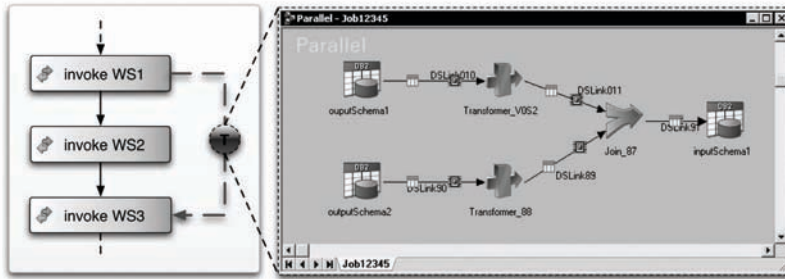 invoke WS1
T
invoke WS2
invoke WS3
Parallel - Job12345
Parallel
DB2
ouputSchema1
DSLink010
Transformer_V0S2
DSLink011
Join_87
DSLink91
DB2
inputSchema1
DB2
outputSchema2
DSLink90
Transformer_88
DSLink89
Job12345